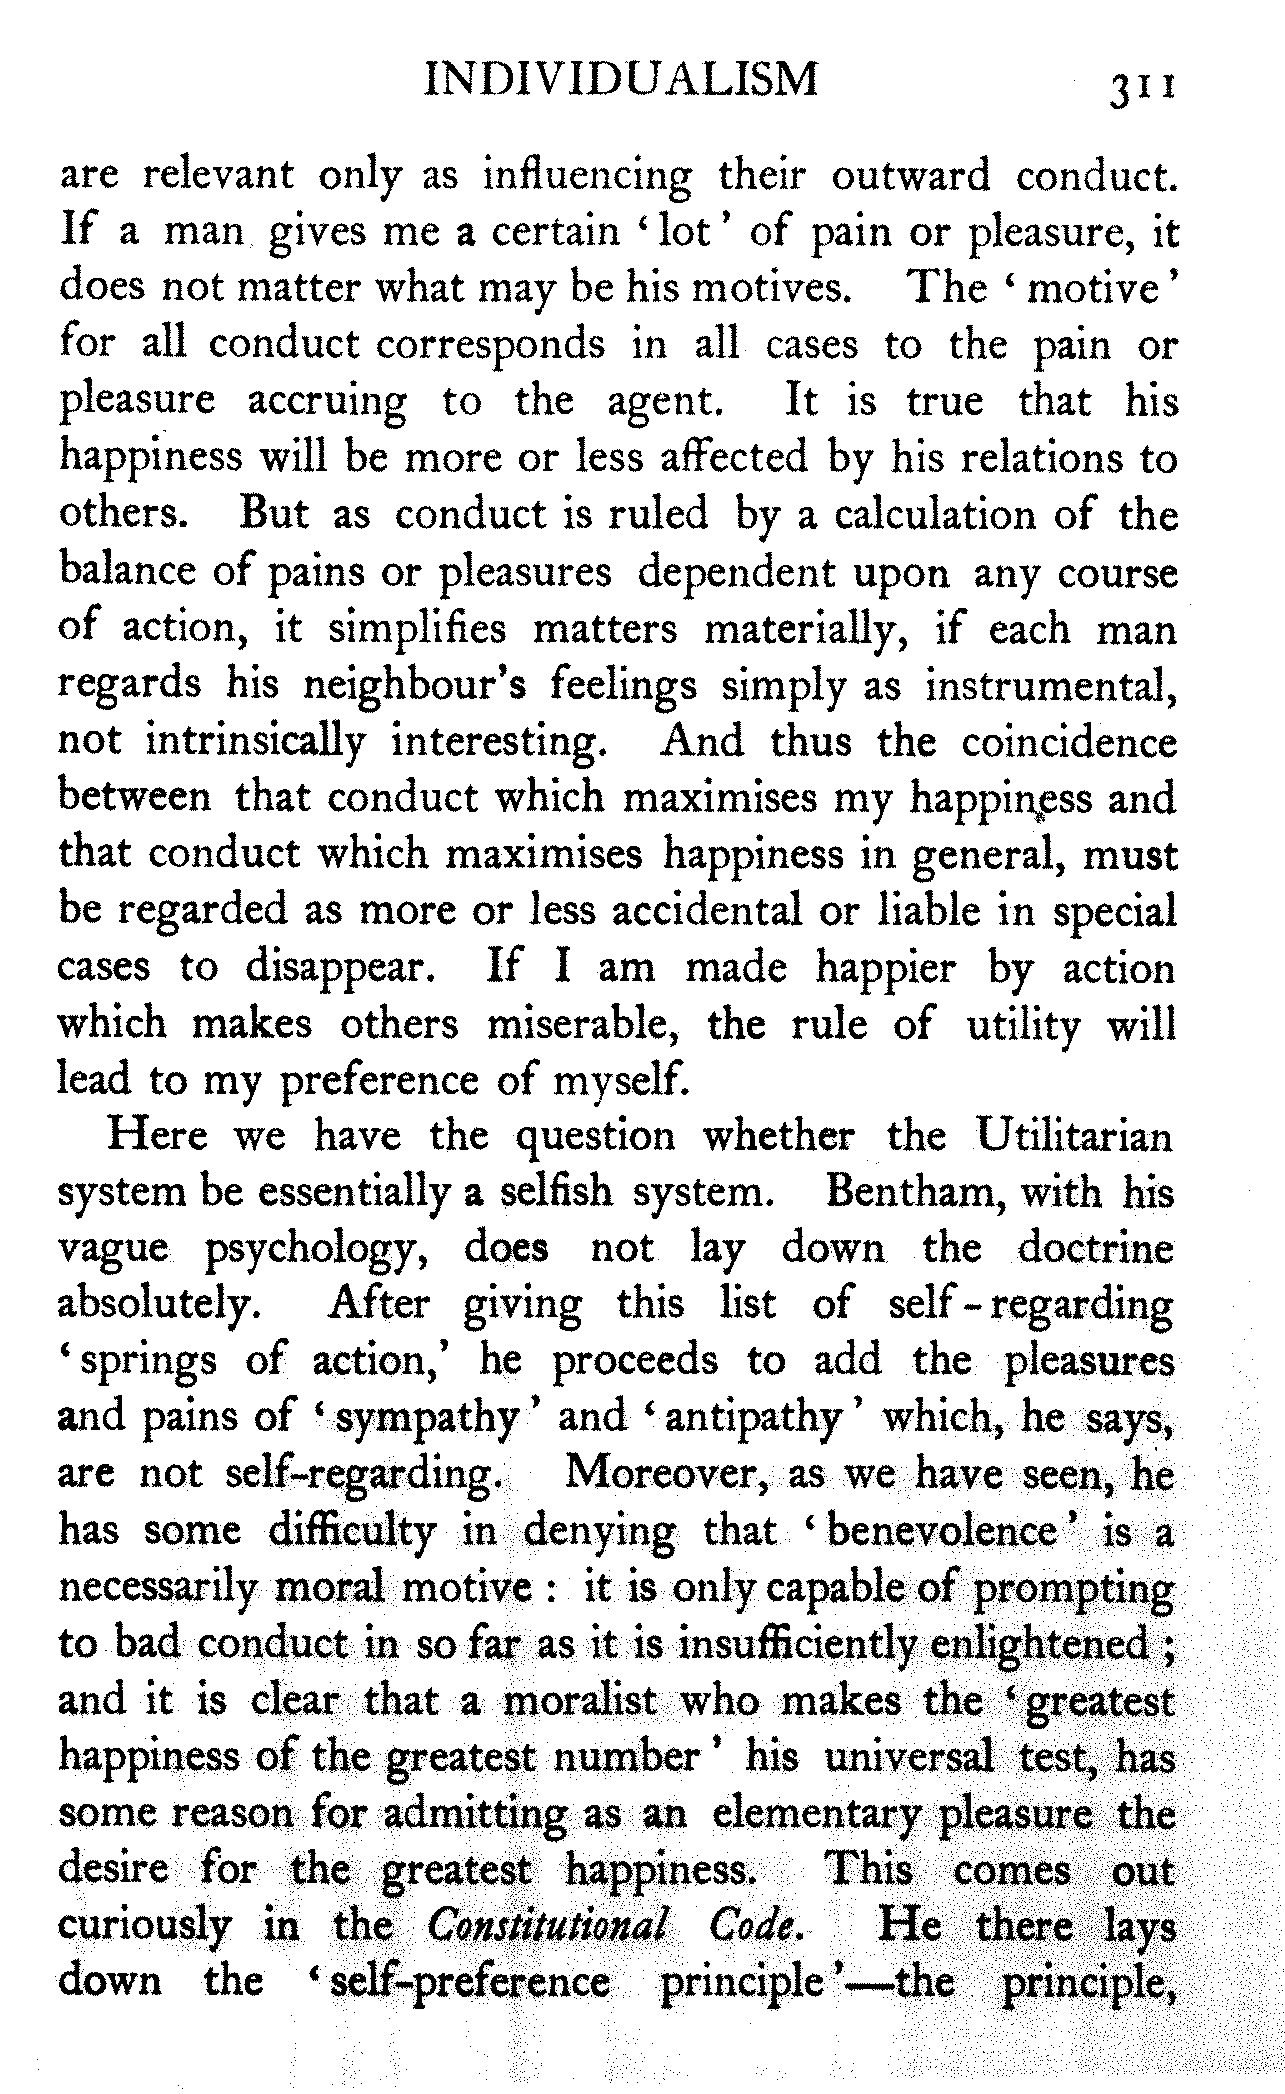 INDIVIDUALISM 311
are relevant only as influencing their outward conduct.
If a man gives me a certain ‘lot’ of pain or pleasure, it
does not matter what may be his motives. The ‘motive’
for all conduct corresponds in all cases to the pain or
pleasure accruing to the agent. It is true that his
happiness will be more or less affected by his relations to
others. But as conduct is ruled by a calculation of the
balance of pains or pleasures dependent upon any course
of action, it simplifies matters materially, if each man
regards his neighbour's feelings simply as instrumental,
not intrinsically interesting. And thus the coincidence
between that conduct which maximises my happiness and
that conduct which maximises happiness in general, must
be regarded as more or less accidental or liable in special
cases to disappear. If I am made happier by action
which makes others miserable, the rule of utility will
lead to my preference of myself.
Here we have the question whether the Utilitarian
system be essentially a selfish system. Bentham, with his
vague psychology, does not lay down the doctrine
absolutely. After giving this list of self-regarding
‘springs of action,’ he proceeds to add the pleasures
and pains of ‘sympathy’ and ‘antipathy’ which, he says,
are not self-regarding. Moreover, as we have seen, he
has some difficulty in denying that ‘benevolence’ is a
necessarily moral motive: it is only capable of prompting
to bad conduct in so far as it is insufficiently enlightened;
and it is clear that a moralist who makes the ‘greatest
happiness of the greatest number’ his universal test, has
some reason for admitting as an elementary pleasure the
desire for the greatest happiness. This comes out
curiously in the Constitutional Code. He there lays
down the ‘self-preference principle’—the principle,